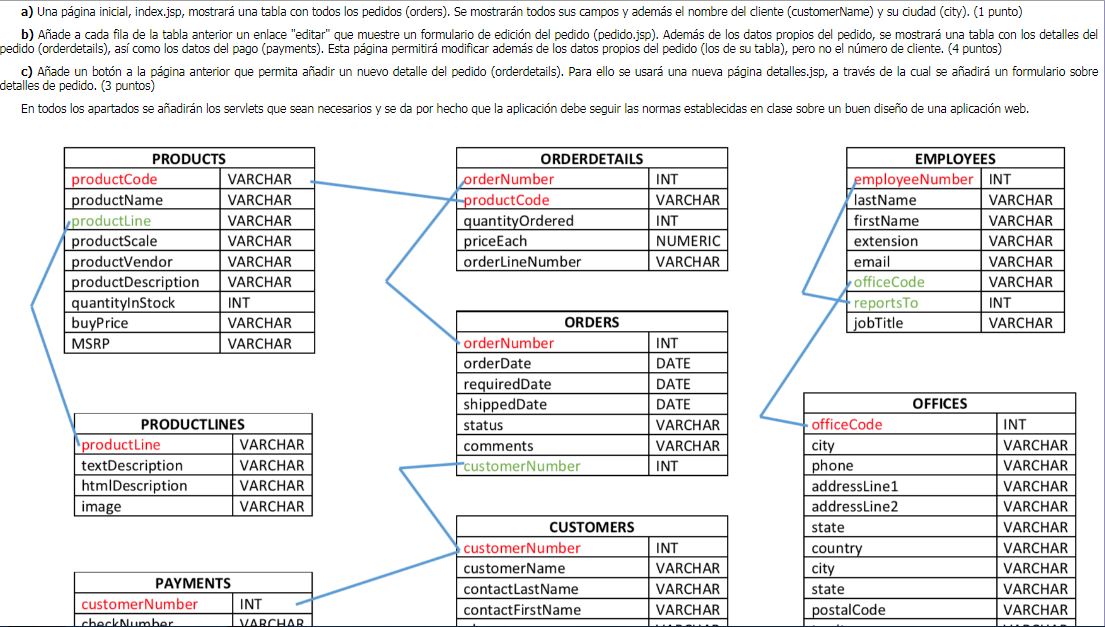 a) Una página inicial, index.jsp, mostrará una tabla con todos los pedidos (orders). Se mostrarán todos sus campos y además el nombre del cliente (customerName) y su ciudad (city). (1 punto)
b) Añade a cada fila de la tabla anterior un enlace "editar" que muestre un formulario de edición del pedido (pedido.jsp). Además de los datos propios del pedido, se mostrará una tabla con los detalles del
pedido (orderdetails), así como los datos del pago (payments). Esta página permitirá modificar además de los datos propios del pedido (los de su tabla), pero no el número de cliente. (4 puntos)
c) Añade un botón a la página anterior que permita añadir un nuevo detalle del pedido (orderdetails). Para ello se usará una nueva página detalles.jsp, a través de la cual se añadirá un formulario sobre
detalles de pedido. (3 puntos)
En todos los apartados se añadirán los servlets que sean necesarios y se da por hecho que la aplicación debe seguir las normas establecidas en clase sobre un buen diseño de una aplicación web.
PRODUCTS
productCode VARCHAR
productName VARCHAR
productLine VARCHAR
productScale VARCHAR
productVendor VARCHAR
productDescription VARCHAR
quantityInStock INT
buyPrice VARCHAR
MSRP VARCHAR
PRODUCTLINES
productLine VARCHAR
textDescription VARCHAR
htmlDescription VARCHAR
image VARCHAR
PAYMENTS
customerNumber INT
checkNumber VARCHAR
ORDERDETAILS
orderNumber INT
productCode VARCHAR
quantityOrdered INT
priceEach NUMERIC
orderLineNumber VARCHAR
ORDERS
orderNumber INT
orderDate DATE
requiredDate DATE
shippedDate DATE
status VARCHAR
comments VARCHAR
customerNumber INT
CUSTOMERS
customerNumber INT
customerName VARCHAR
contactLastName VARCHAR
contactFirstName VARCHAR
EMPLOYEES
employeeNumber INT
lastName VARCHAR
firstName VARCHAR
extension VARCHAR
email VARCHAR
officeCode VARCHAR
reportsTo INT
jobTitle VARCHAR
OFFICES
officeCode INT
city VARCHAR
phone VARCHAR
addressLine1 VARCHAR
addressLine2 VARCHAR
state VARCHAR
country VARCHAR
city VARCHAR
state VARCHAR
postalCode VARCHAR